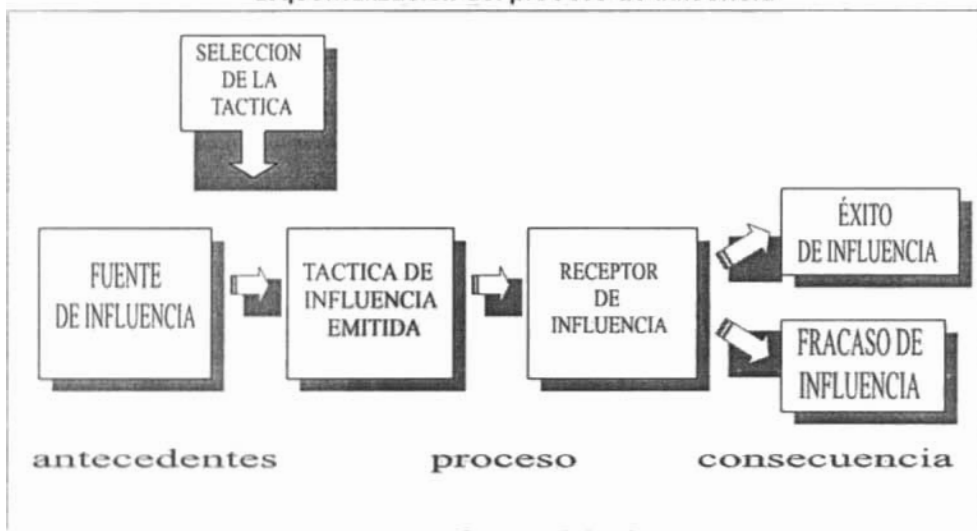 SELECCION
DE LA
TACTICA
FUENTE
DE INFLUENCIA
TACTICA DE
INFLUENCIA
EMITIDA
RECEPTOR
DE
INFLUENCIA
ÉXITO
DE INFLUENCIA
FRACASO DE
INFLUENCIA
antecedentes
proceso
consecuencia